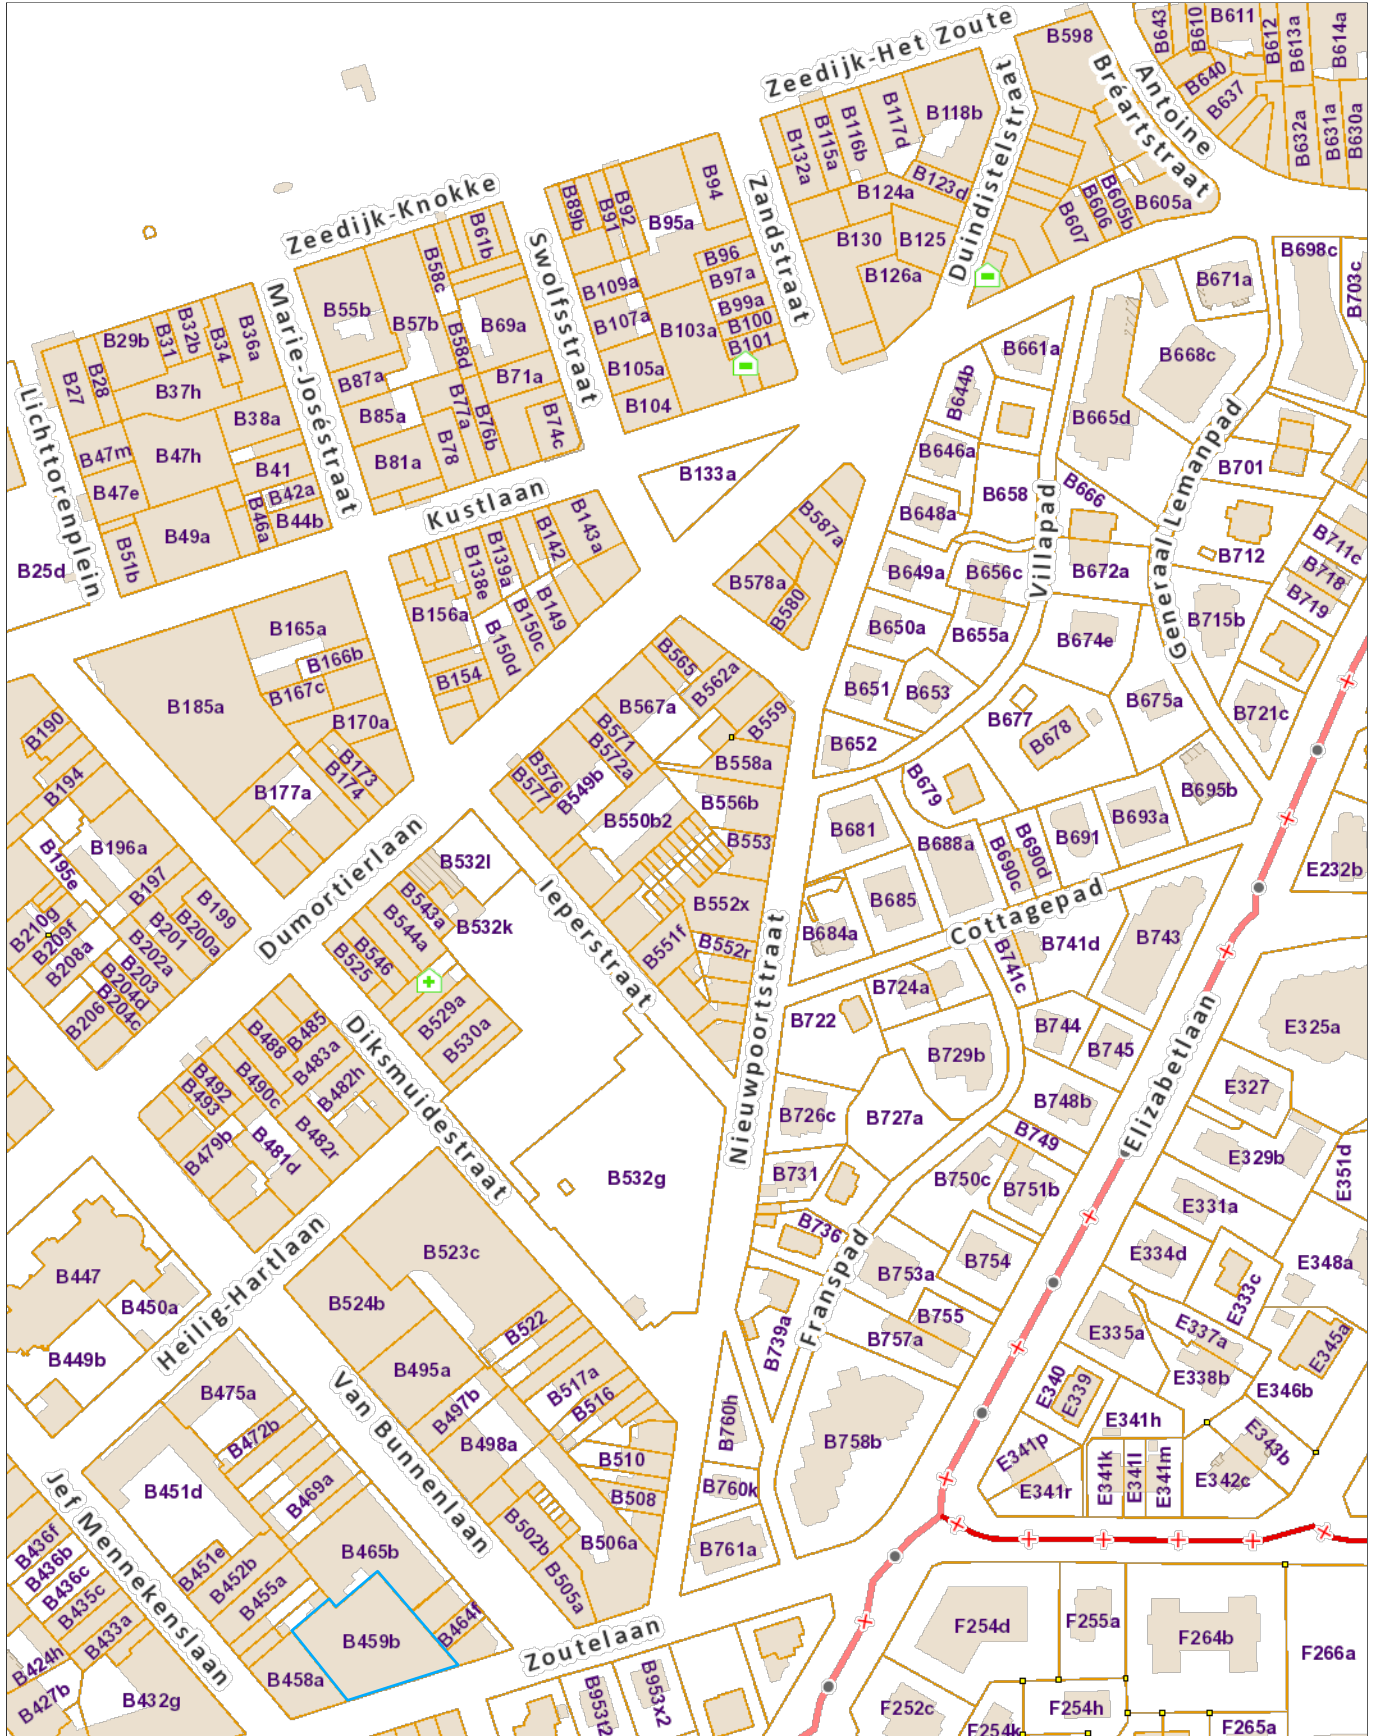 B643
B610
B611
B612
B613a
B614a
Zeedijk-Het Zoute
B598
Antoine
Bréartstraat
B640
B637
B632a
B631a
B630a
B132a
B115a
B116b
B117d
B118b
Duindistelstraat
B605b
B606
B605a
B607
Zeedijk-Knokke
B89b
B91
B92
B95a
B94
Zandstraat
B124a
B123d
B130
B125
B126a
B61b
B58c
Swolfsstraat
B96
B97a
B99a
B100
B101
B109a
B107a
B103a
B105a
B104
B671a
B698c
B703c
Marie-Joséstraat
B55b
B57b
B58d
B69a
B71a
B29b
B31
B32b
B34
B36a
B27
B28
B37h
B87a
B85a
B77a
B76b
B74c
B78
B81a
B38a
Lichttorenplein
B47m
B47h
B47e
B41
B42a
B46a
B44b
B49a
B51b
B25d
B661a
B644b
B668c
B665d
B646a
B658
B666
B648a
Villapad
Generaal Lemanpad
B701
B712
B711c
B718
B719
B133a
Kustlaan
B138e
B139a
B142
B143a
B587a
B578a
B580
B649a
B656c
B672a
B650a
B655a
B674e
B715b
B156a
B150d
B150c
B149
B154
B165a
B166b
B167c
B170a
B185a
B173
B174
B177a
B565
B562a
B567a
B559
B571
B572a
B558a
B576
B577
B549b
B550b2
B556b
B553
B651
B653
B652
B677
B678
B675a
B721c
B679
B695b
B681
B688a
B690c
B690d
B691
B693a
B685
B684a
Cottagepad
B190
B194
B195e
B196a
B197
B199
B200a
B201
B202a
B203
B204d
B204c
B206
B210g
B209f
B208a
Dumortierlaan
B532l
B532k
B543a
B544a
B546
B525
B529a
B530a
Ieperstraat
B552x
B552r
B551f
Nieuwpoortstraat
E232b
B743
B741d
B741c
B724a
B722
B744
B745
B729b
B726c
B727a
B748b
B749
B731
B750c
B751b
Elizabetlaan
E325a
E327
E329b
E351d
E331a
B488
B485
B483a
B482h
B492
B493
B490c
B482r
B481d
B479b
Diksmuidestraat
B532g
B736
Franspad
B753a
B754
B755
B757a
B739a
E334d
E333c
E348a
E335a
E337a
E338b
E345a
E346b
B447
B450a
B449b
Heilig-Hartlaan
B523c
B524b
B522
B495a
B497b
B498a
B517a
B516
B510
B508
B506a
B502b
B505a
Van Bunnenlaan
B760h
B760k
B761a
B758b
E340
E339
E341h
E341p
E341r
E341k
E341l
E341m
E343b
E342c
B475a
B472b
B469a
B451d
B451e
B452b
B455a
B465b
B464f
B459b
B458a
Jef Mennekenslaan
B436f
B436b
B436c
B435c
B433a
B424h
B427b
B432g
Zoutelaan
B953t2
B953x2
F254d
F255a
F264b
F266a
F252c
F254k
F254h
F265a